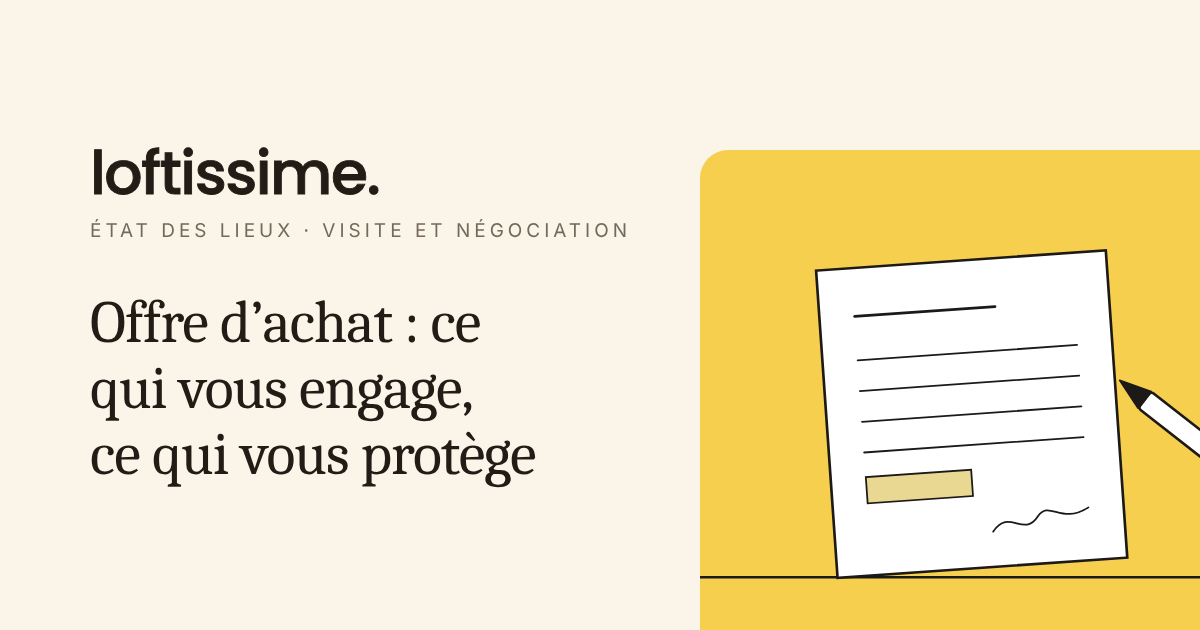 loftissime.
ÉTAT DES LIEUX · VISITE ET NÉGOCIATION
Offre d’achat : ce
qui vous engage,
ce qui vous protège